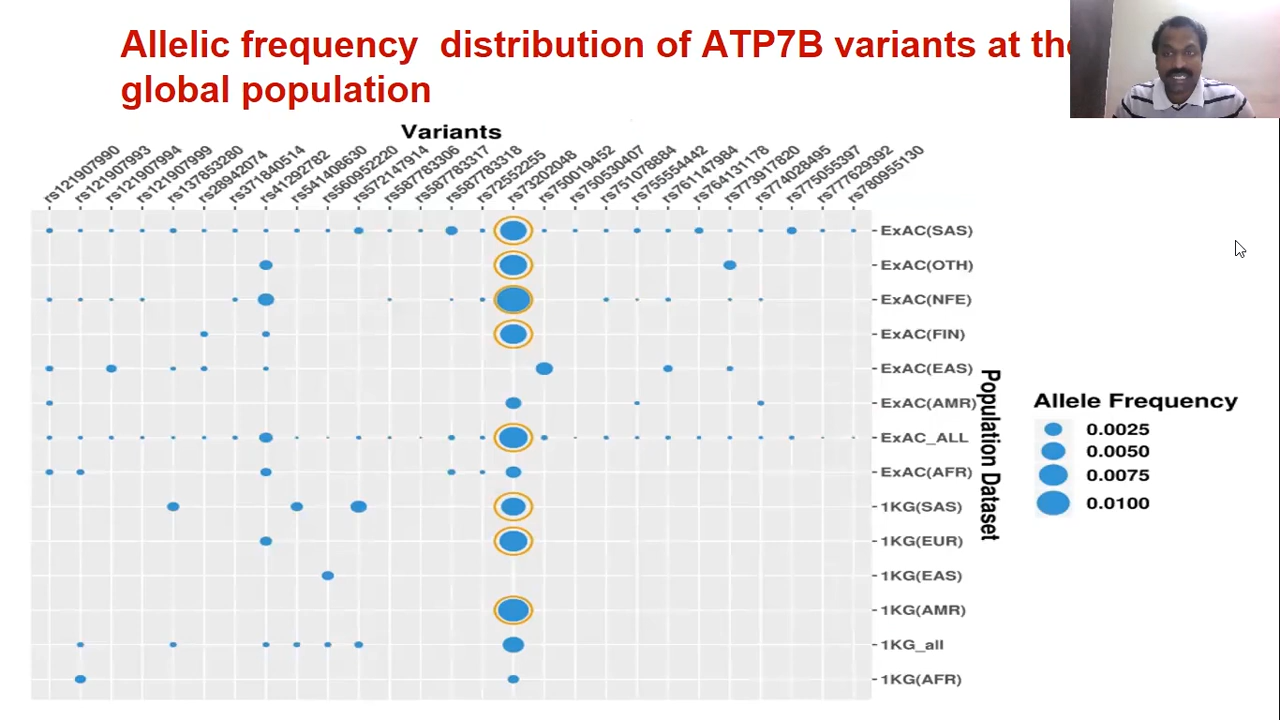 Allelic frequency distribution of ATP7B variants at the
global population
Variants
rs121907990
rs121907993
rs121907994
rs121907999
rs137853280
rs28942074
rs371840514
rs41292782
rs541408630
rs560952220
rs572147914
rs587783306
rs587783317
rs587783318
rs72552255
rs73202048
rs750019452
rs750530407
rs751078884
rs755554442
rs761147984
rs764131178
rs773917820
rs774028495
rs775055397
rs777629392
rs780955130
ExAC(SAS)
ExAC(OTH)
ExAC(NFE)
ExAC(FIN)
ExAC(EAS)
ExAC(AMR)
ExAC_ALL
ExAC(AFR)
1KG(SAS)
1KG(EUR)
1KG(EAS)
1KG(AMR)
1KG_all
1KG(AFR)
Population Dataset
Allele Frequency
0.0025
0.0050
0.0075
0.0100